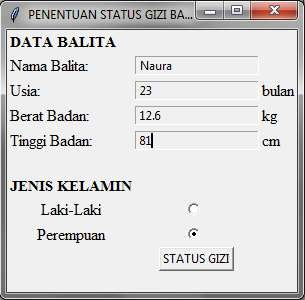 PENENTUAN STATUS GIZI BA...
DATA BALITA
Nama Balita: Naura
Usia: 23 bulan
Berat Badan: 12.6 kg
Tinggi Badan: 81 cm
JENIS KELAMIN
Laki-Laki
Perempuan
STATUS GIZI